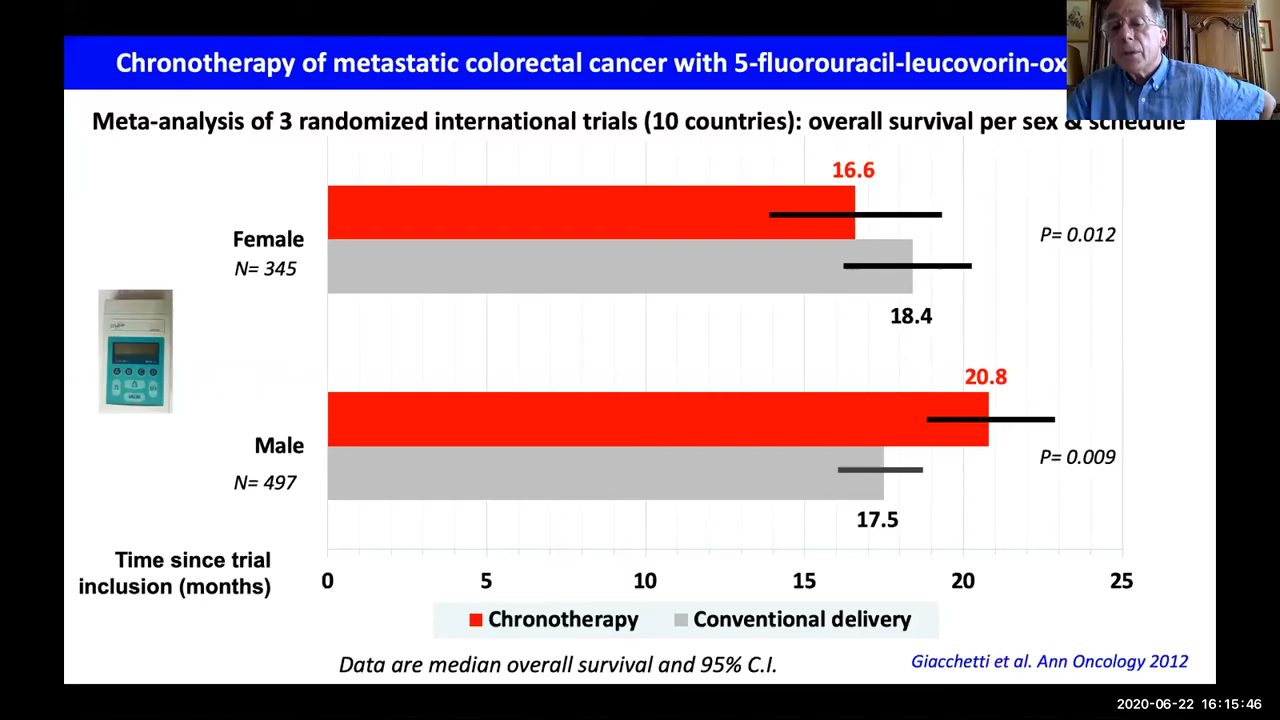 Chronotherapy of metastatic colorectal cancer with 5-fluorouracil-leucovorin-ox
Meta-analysis of 3 randomized international trials (10 countries): overall survival per sex & schedule
16.6
Female
N= 345
P= 0.012
18.4
20.8
Male
N= 497
P= 0.009
17.5
Time since trial
inclusion (months)
0 5 10 15 20 25
Chronotherapy Conventional delivery
Data are median overall survival and 95% C.I.
Giacchetti et al. Ann Oncology 2012
2020-06-22 16:15:46